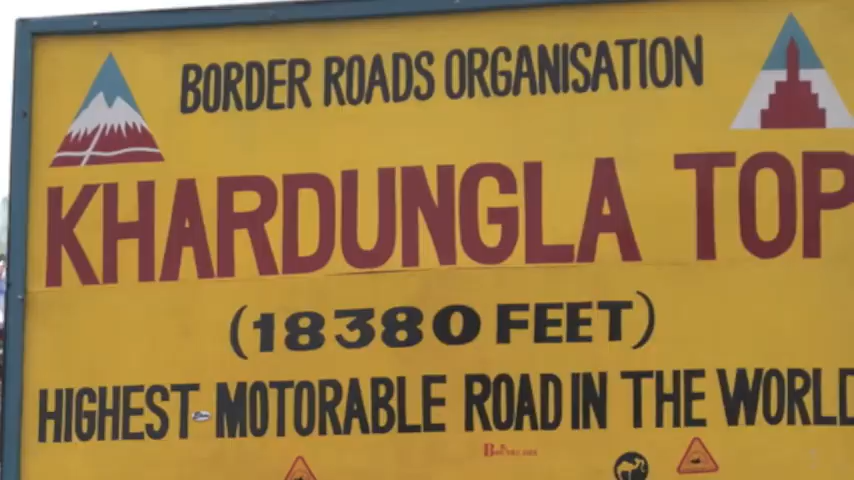 BORDER ROADS ORGANISATION
KHARDUNGLA TOP
(18380 FEET)
HIGHEST MOTORABLE ROAD IN THE WORLD